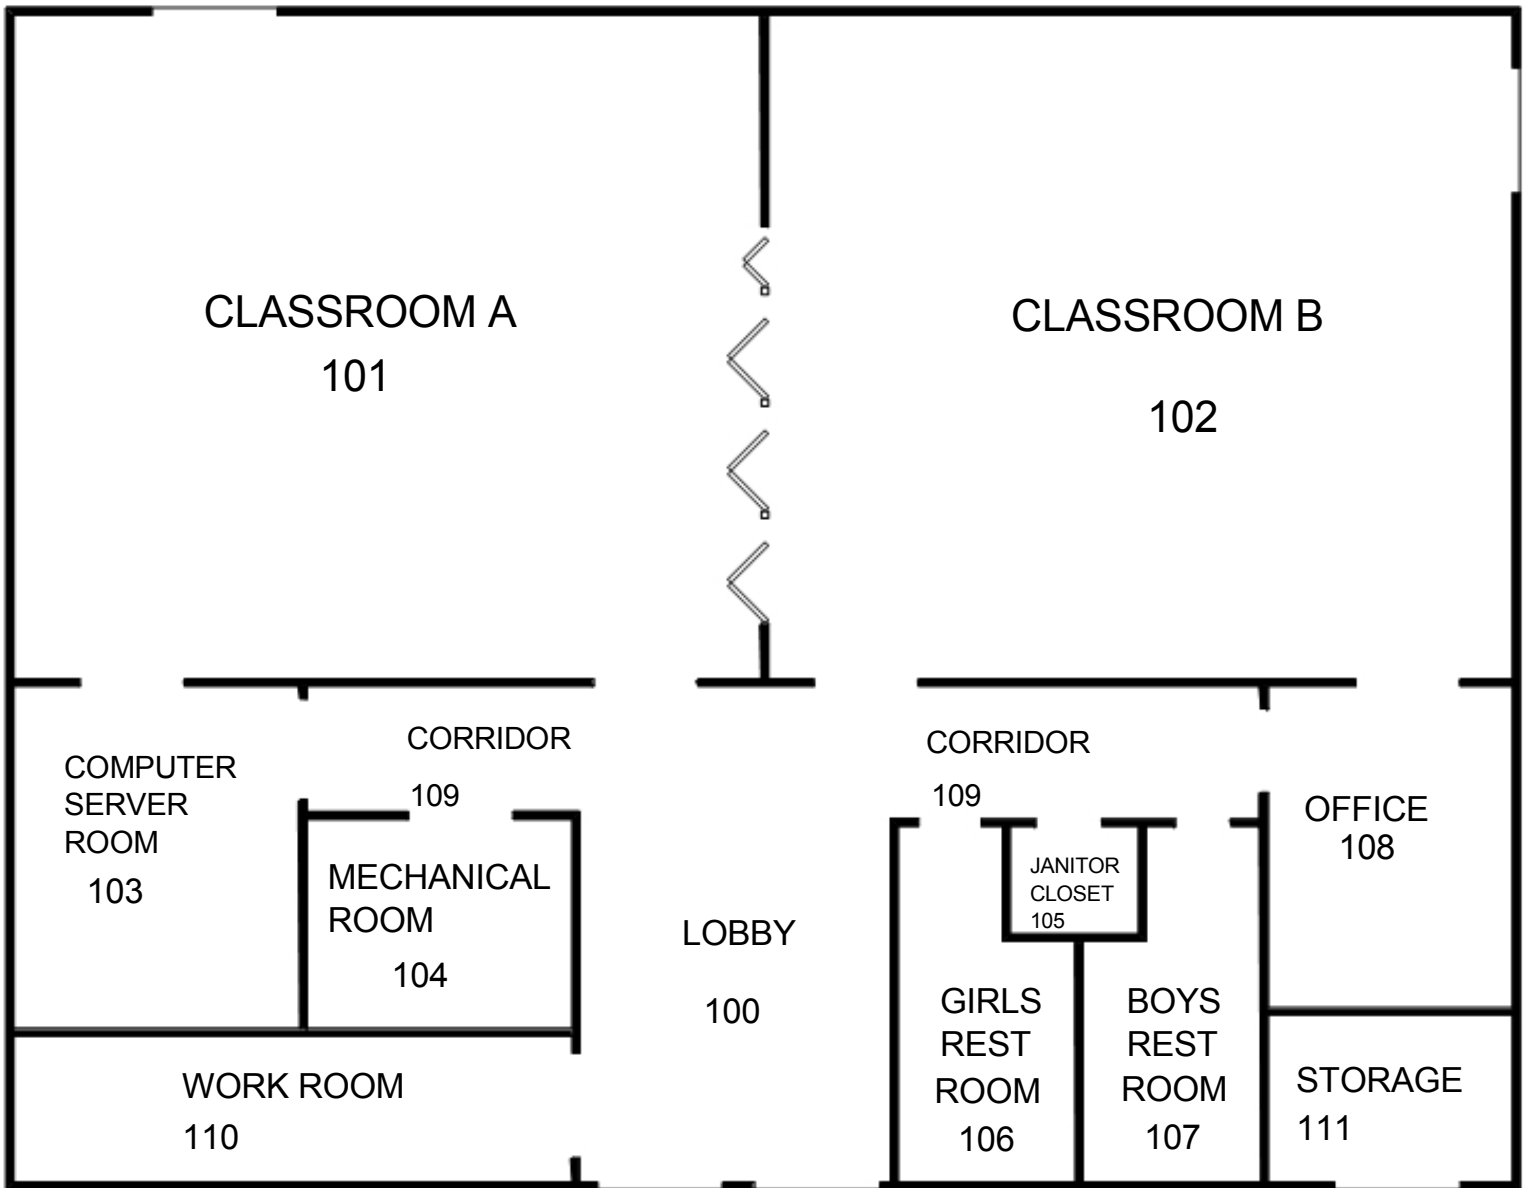 CLASSROOM A
101
CLASSROOM B
102
COMPUTER
SERVER
ROOM
103
CORRIDOR
109
MECHANICAL
ROOM
104
LOBBY
100
CORRIDOR
109
JANITOR
CLOSET
105
GIRLS
REST
ROOM
106
BOYS
REST
ROOM
107
OFFICE
108
WORK ROOM
110
STORAGE
111